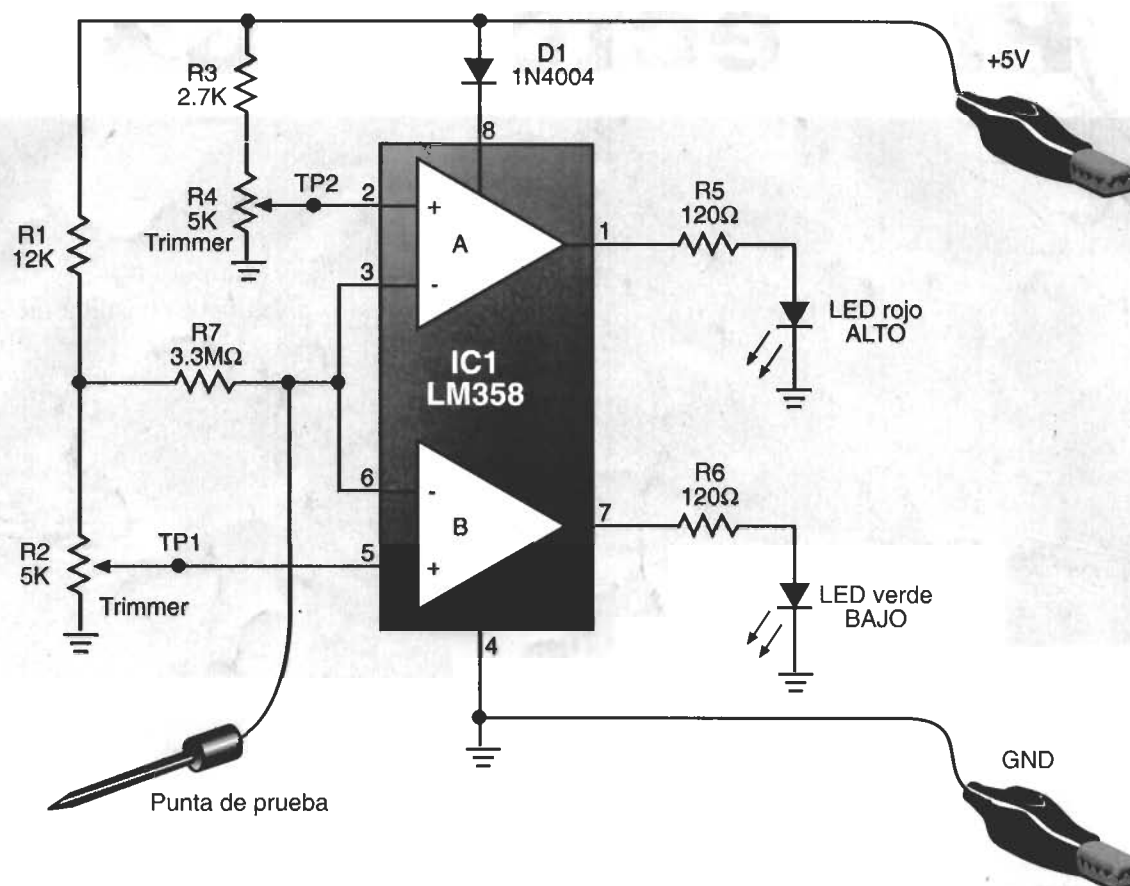 D1
1N4004
+5V
R3
2.7K
8
R4
5K
Trimmer
TP2
2
+
A
1
R5
120Ω
R1
12K
3
-
LED rojo
ALTO
R7
3.3MΩ
IC1
LM358
6
-
B
7
R6
120Ω
R2
5K
Trimmer
TP1
5
+
LED verde
BAJO
4
GND
Punta de prueba